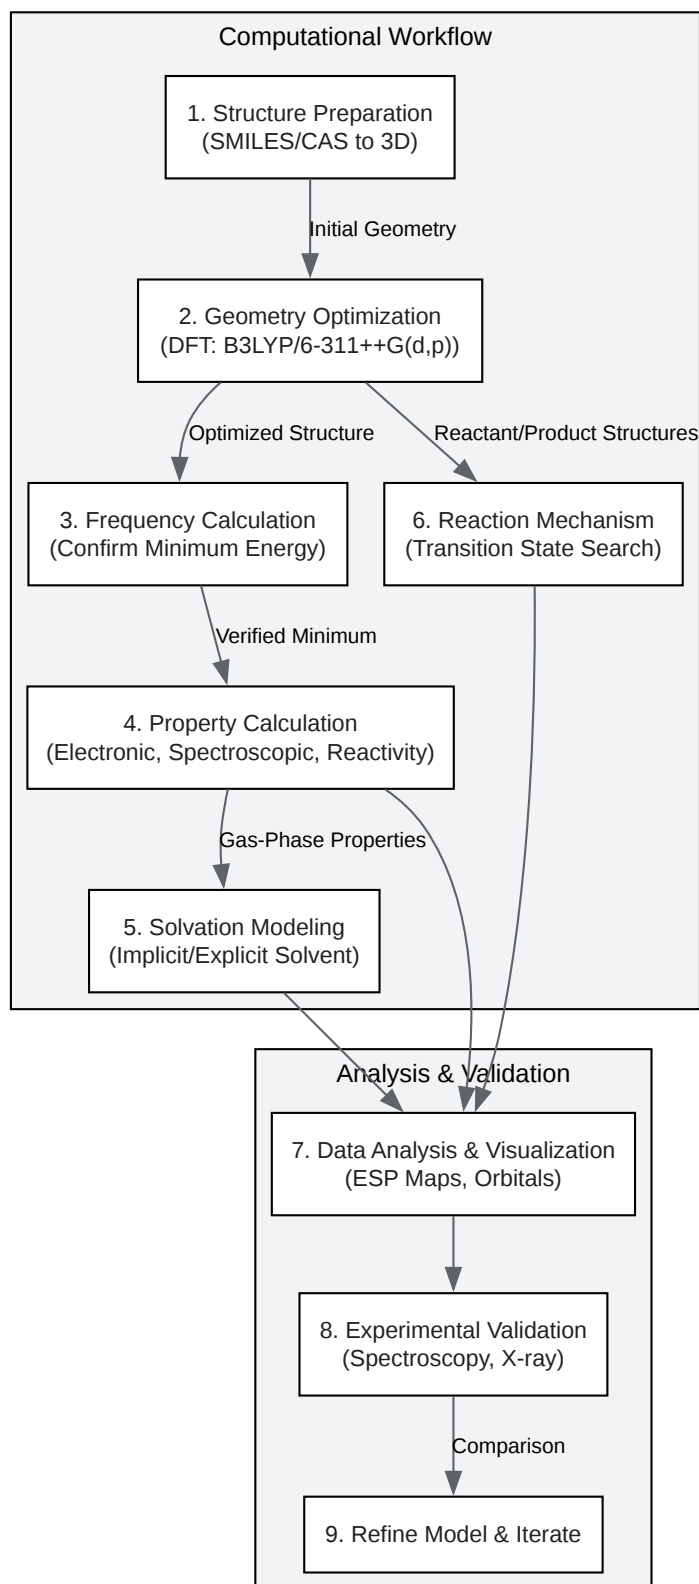 Computational Workflow
1. Structure Preparation
(SMILES/CAS to 3D)
Initial Geometry
2. Geometry Optimization
(DFT: B3LYP/6-311++G(d,p))
Optimized Structure
Reactant/Product Structures
3. Frequency Calculation
(Confirm Minimum Energy)
6. Reaction Mechanism
(Transition State Search)
Verified Minimum
4. Property Calculation
(Electronic, Spectroscopic, Reactivity)
Gas-Phase Properties
5. Solvation Modeling
(Implicit/Explicit Solvent)
Analysis & Validation
7. Data Analysis & Visualization
(ESP Maps, Orbitals)
8. Experimental Validation
(Spectroscopy, X-ray)
Comparison
9. Refine Model & Iterate